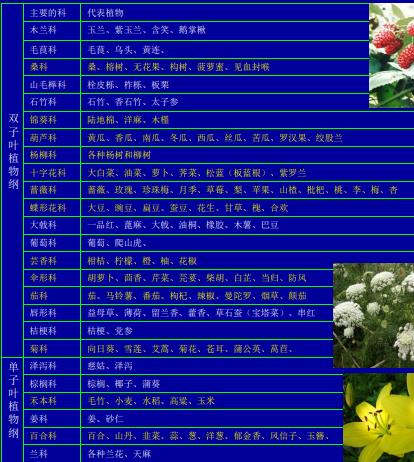 主要的科 代表植物
木兰科 玉兰、紫玉兰、含笑、鹅掌楸
毛茛科 毛茛、乌头、黄连、
桑科 桑、榕树、无花果、构树、菠萝蜜、见血封喉
山毛榉科 栓皮栎、柞栎、板栗
石竹科 石竹、香石竹、太子参
锦葵科 陆地棉、洋麻、木槿
葫芦科 黄瓜、香瓜、南瓜、冬瓜、西瓜、丝瓜、苦瓜、罗汉果、绞股兰
杨柳科 各种杨树和柳树
十字花科 大白菜、油菜、萝卜、荠菜、松蓝（板蓝根）、紫罗兰
蔷薇科 蔷薇、玫瑰、珍珠梅、月季、草莓、梨、苹果、山楂、枇杷、桃、李、梅、杏
蝶形花科 大豆、豌豆、扁豆、蚕豆、花生、甘草、槐、合欢
大戟科 一品红、蓖麻、大戟、油桐、橡胶、木薯、巴豆
葡萄科 葡萄、爬山虎、
芸香科 柑桔、柠檬、橙、柚、花椒
伞形科 胡萝卜、茴香、芹菜、芫荽、柴胡、白芷、当归、防风
茄科 茄、马铃薯、番茄、枸杞、辣椒、曼陀罗、烟草、颠茄
唇形科 益母草、薄荷、留兰香、藿香、草石蚕（宝塔菜）、串红
桔梗科 桔梗、党参
菊科 向日葵、雪莲、艾蒿、菊花、苍耳、蒲公英、莴苣、
双子叶植物纲
泽泻科 慈姑、泽泻
棕榈科 棕榈、椰子、蒲葵
禾本科 毛竹、小麦、水稻、高粱、玉米
姜科 姜、砂仁
百合科 百合、山丹、韭菜、蒜、葱、洋葱、郁金香、风信子、玉簪、
兰科 各种兰花、天麻
单子叶植物纲